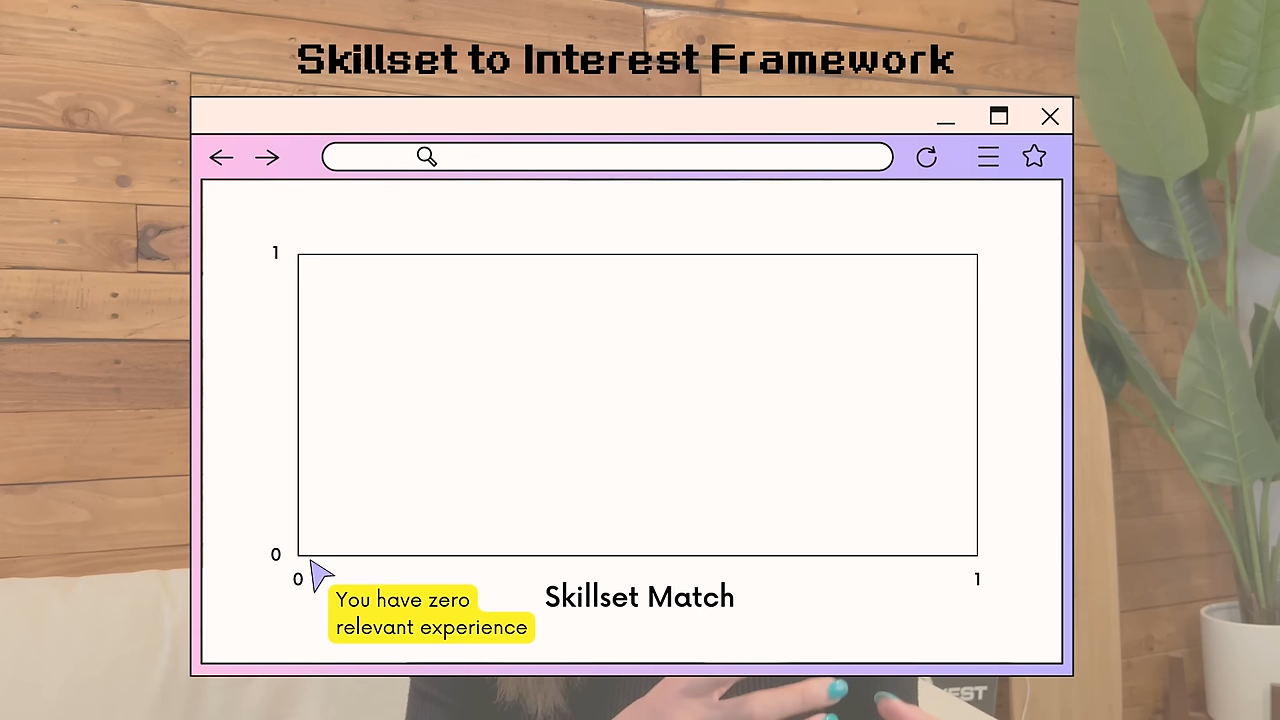 Skillset to Interest Framework
1
0
0
1
Skillset Match
You have zero
relevant experience